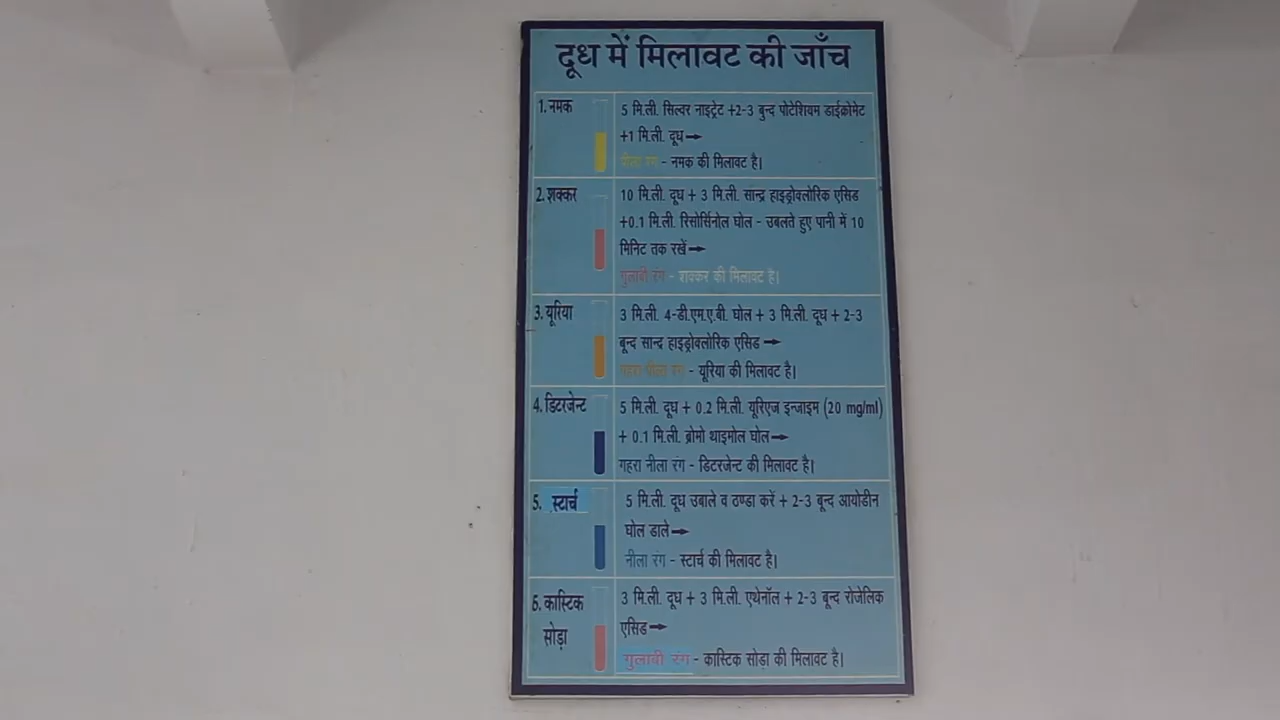 दूध में मिलावट की जाँच
1. नमक
5 मि.ली. सिल्वर नाइट्रेट +2-3 बुन्द पोटेशियम डाईक्रोमेट
+1 मि.ली. दूध→
पीला रंग - नमक की मिलावट है।
2. शक्कर
10 मि.ली. दूध + 3 मि.ली. सान्द्र हाइड्रोक्लोरिक एसिड
+0.1 मि.ली. रिसोर्सिनोल घोल - उबलते हुए पानी में 10
मिनिट तक रखें→
गुलाबी रंग - शक्कर की मिलावट है।
3. यूरिया
3 मि.ली. 4-डी.एम.ए.बी. घोल + 3 मि.ली. दूध + 2-3
बून्द सान्द्र हाइड्रोक्लोरिक एसिड→
गहरा पीला रंग - यूरिया की मिलावट है।
4. डिटरजेन्ट
5 मि.ली. दूध + 0.2 मि.ली. यूरिएज इन्जाइम (20 mg/ml)
+ 0.1 मि.ली. ब्रोमो थाइमोल घोल→
गहरा नीला रंग - डिटरजेन्ट की मिलावट है।
5. स्टार्च
5 मि.ली. दूध उबाले व ठण्डा करें + 2-3 बून्द आयोडीन
घोल डाले→
नीला रंग - स्टार्च की मिलावट है।
6. कास्टिक
सोड़ा
3 मि.ली. दूध + 3 मि.ली. एथेनॉल + 2-3 बून्द रोजेलिक
एसिड→
गुलाबी रंग - कास्टिक सोड़ा की मिलावट है।